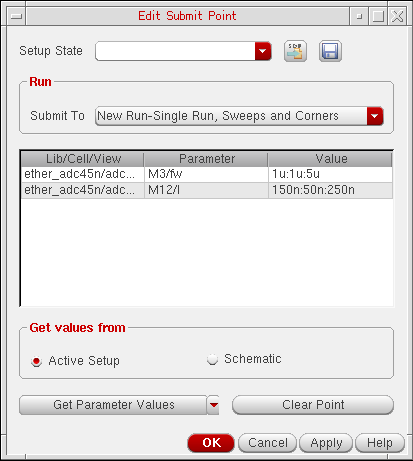 Edit Submit Point
Setup State
Run
Submit To New Run-Single Run, Sweeps and Corners
Lib/Cell/View Parameter Value
ether_adc45n/adc... M3/fw 1u:1u:5u
ether_adc45n/adc... M12/l 150n:50n:250n
Get values from
Active Setup Schematic
Get Parameter Values Clear Point
OK Cancel Apply Help